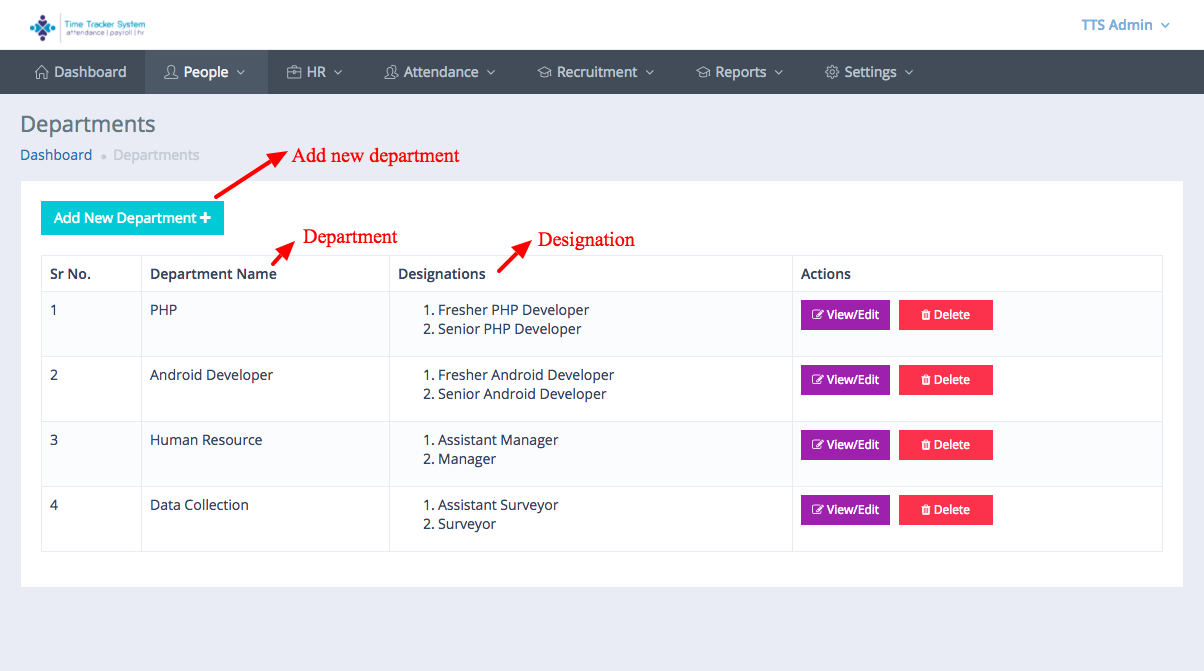 Time Tracker System
attendance | payroll | hr
TTS Admin
Dashboard People HR Attendance Recruitment Reports Settings
Departments
Dashboard Departments
Add new department
Add New Department
Department
Designation
Sr No. Department Name Designations Actions
1 PHP 1. Fresher PHP Developer View/Edit Delete
2. Senior PHP Developer
2 Android Developer 1. Fresher Android Developer View/Edit Delete
2. Senior Android Developer
3 Human Resource 1. Assistant Manager View/Edit Delete
2. Manager
4 Data Collection 1. Assistant Surveyor View/Edit Delete
2. Surveyor